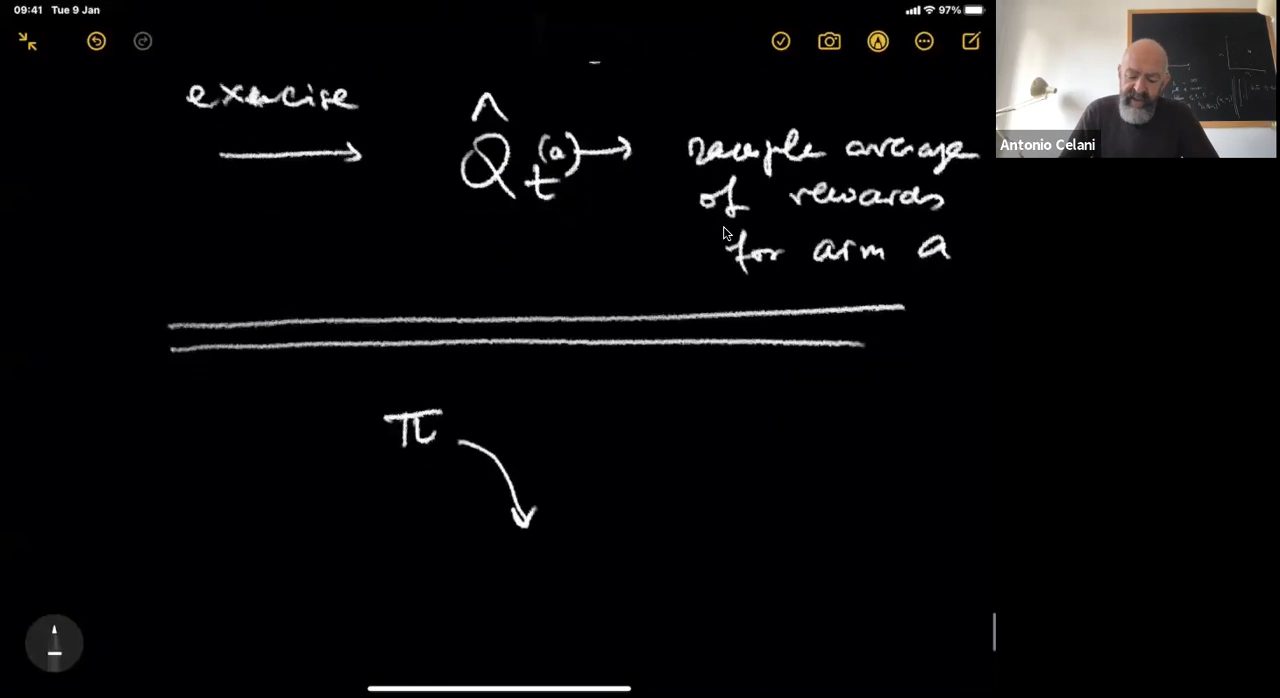 09:41 Tue 9 Jan
97%
Antonio Celani
exercise
Q̂ₜ(a) → sample average
of rewards
for arm a
π